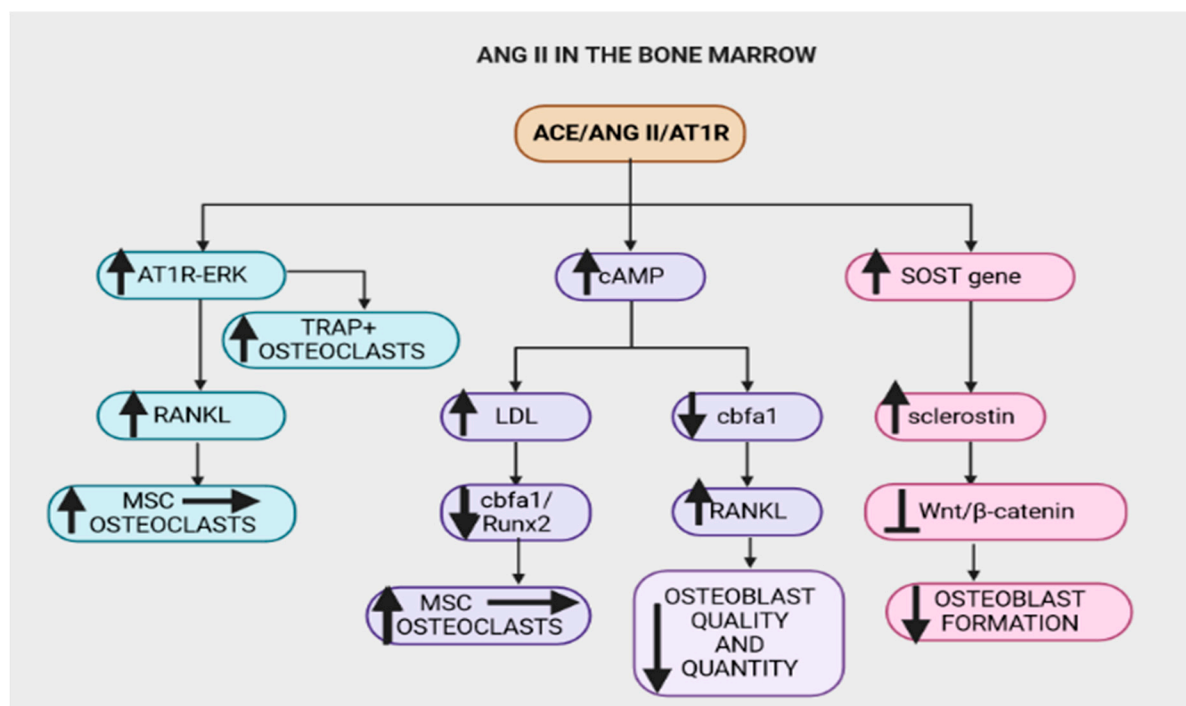 ANG II IN THE BONE MARROW
ACE/ANG II/AT1R
AT1R-ERK
cAMP
SOST gene
TRAP+
OSTEOCLASTS
RANKL
LDL
cbfa1
sclerostin
MSC
OSTEOCLASTS
cbfa1/
Runx2
RANKL
Wnt/β-catenin
MSC
OSTEOCLASTS
OSTEOBLAST
QUALITY
AND
QUANTITY
OSTEOBLAST
FORMATION